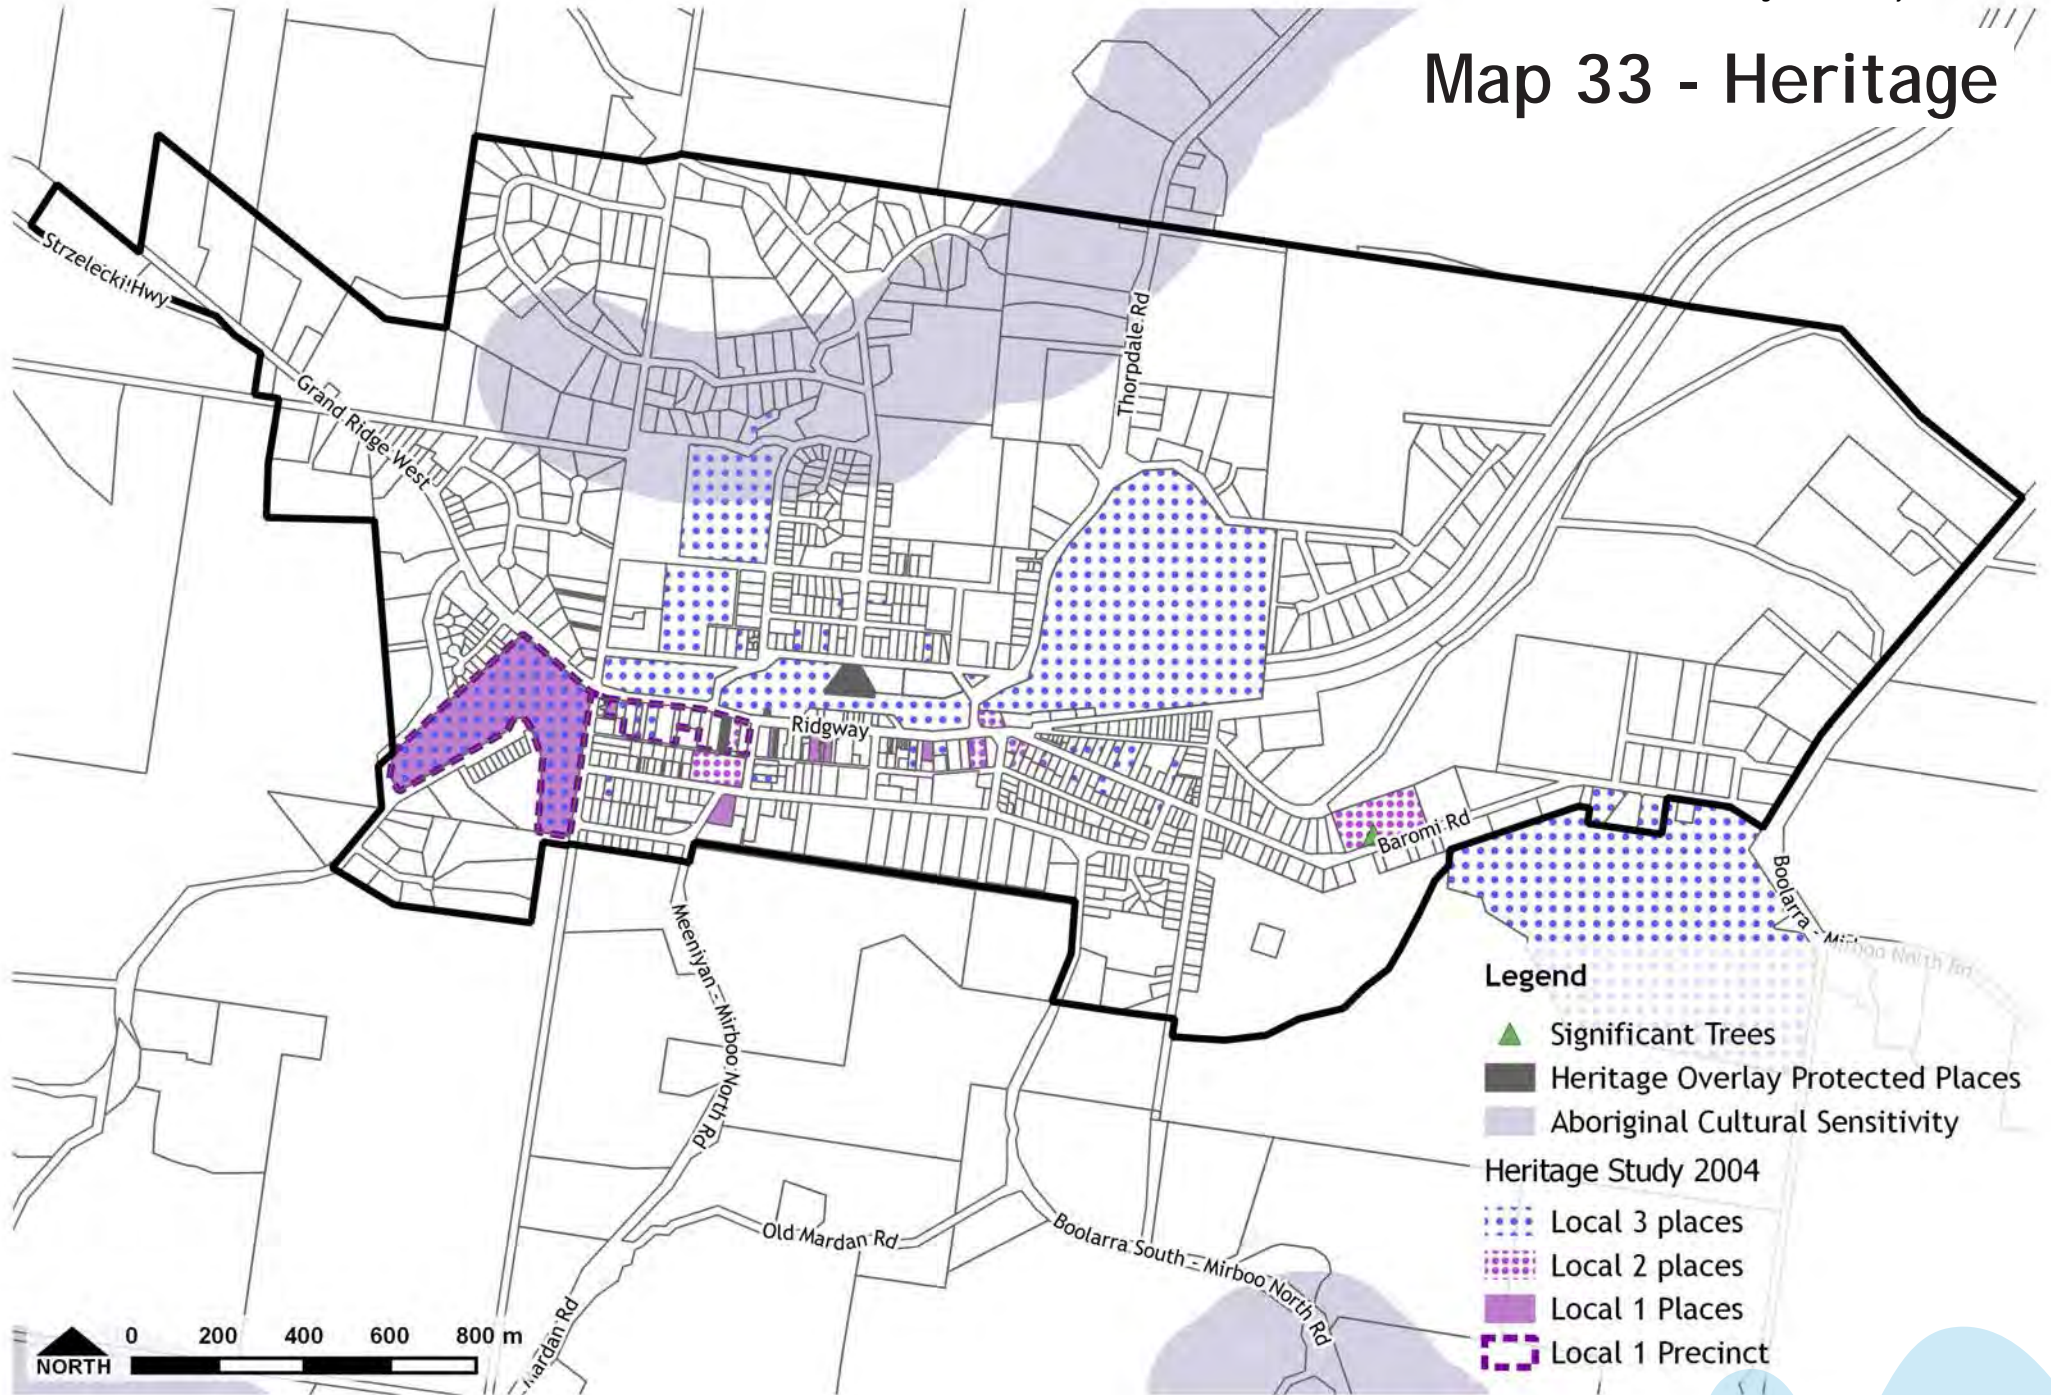 Map 33 - Heritage
Strzelecki Hwy
Grand Ridge West
Thorpdale Rd
Ridgway
Baromi Rd
Boolarra - Mirboo North Rd
Meeniyan - Mirboo North Rd
Old Mardan Rd
Boolarra South - Mirboo North Rd
Mardan Rd
Legend
Significant Trees
Heritage Overlay Protected Places
Aboriginal Cultural Sensitivity
Heritage Study 2004
Local 3 places
Local 2 places
Local 1 Places
Local 1 Precinct
0 200 400 600 800 m
NORTH